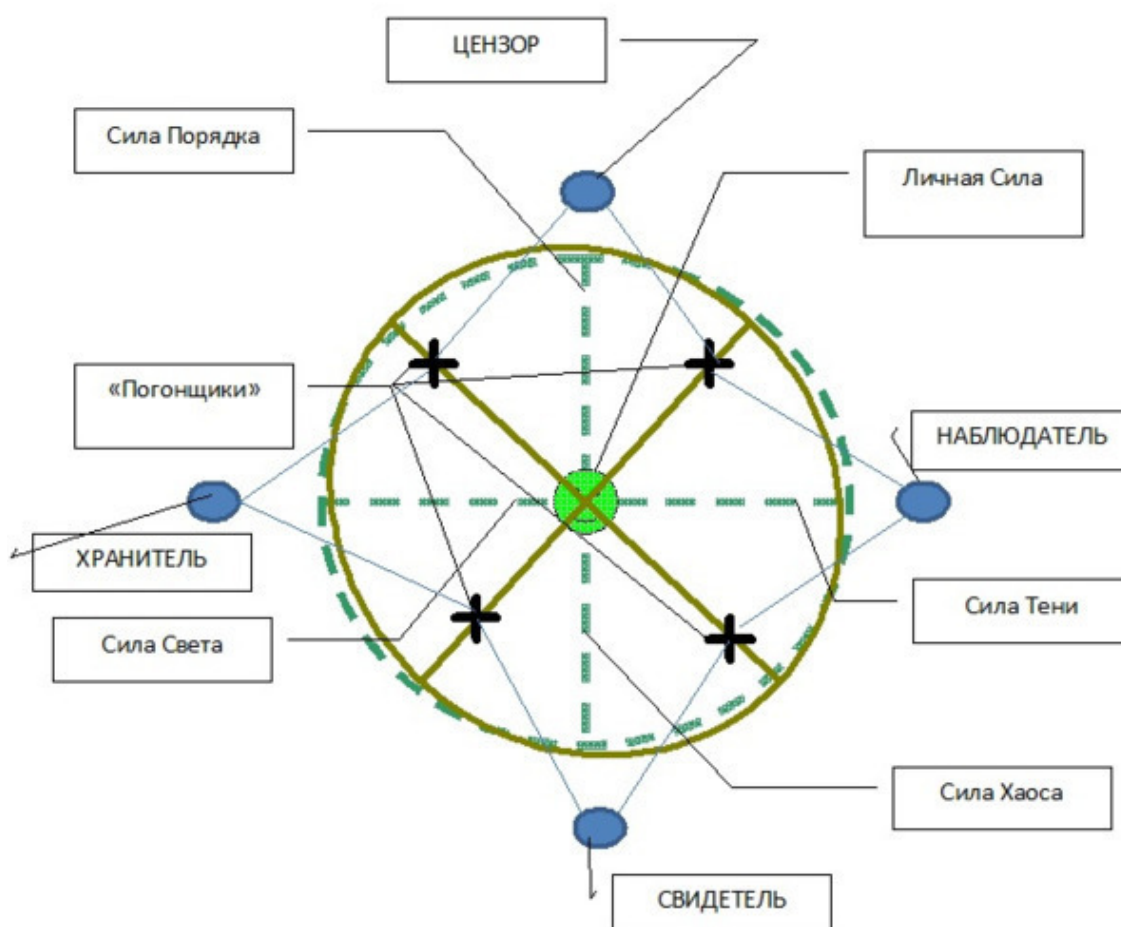 ЦЕНЗОР
Сила Порядка
Личная Сила
«Погонщики»
НАБЛЮДАТЕЛЬ
ХРАНИТЕЛЬ
Сила Света
Сила Тени
Сила Хаоса
СВИДЕТЕЛЬ